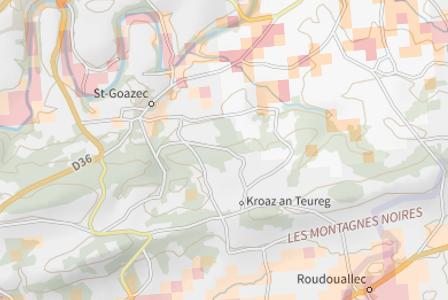 St-Goazec
D36
Kroaz an Teureg
LES MONTAGNES NOIRES
Roudouallec